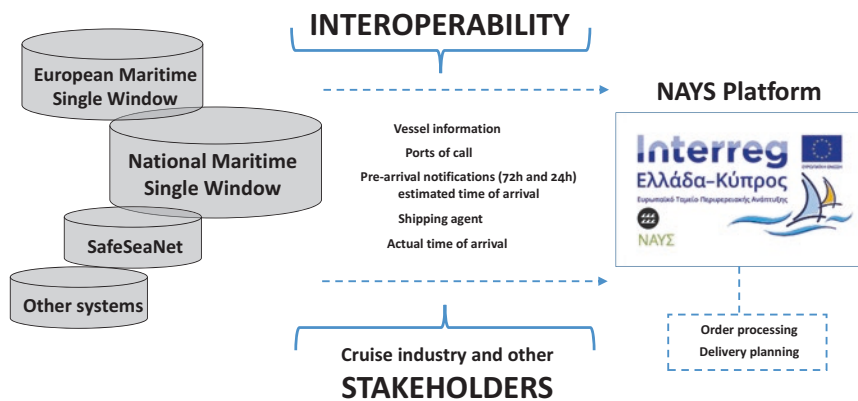 INTEROPERABILITY
European Maritime
Single Window
National Maritime
Single Window
SafeSeaNet
Other systems
Vessel information
Ports of call
Pre-arrival notifications (72h and 24h)
estimated time of arrival
Shipping agent
Actual time of arrival
Cruise industry and other
STAKEHOLDERS
NAYS Platform
Interreg
ΕΥΡΩΠΑΪΚΗ ΕΝΩΣΗ
Ελλάδα-Κύπρος
Ευρωπαϊκό Ταμείο Περιφερειακής Ανάπτυξης
ΝΑΥΣ
Order processing
Delivery planning